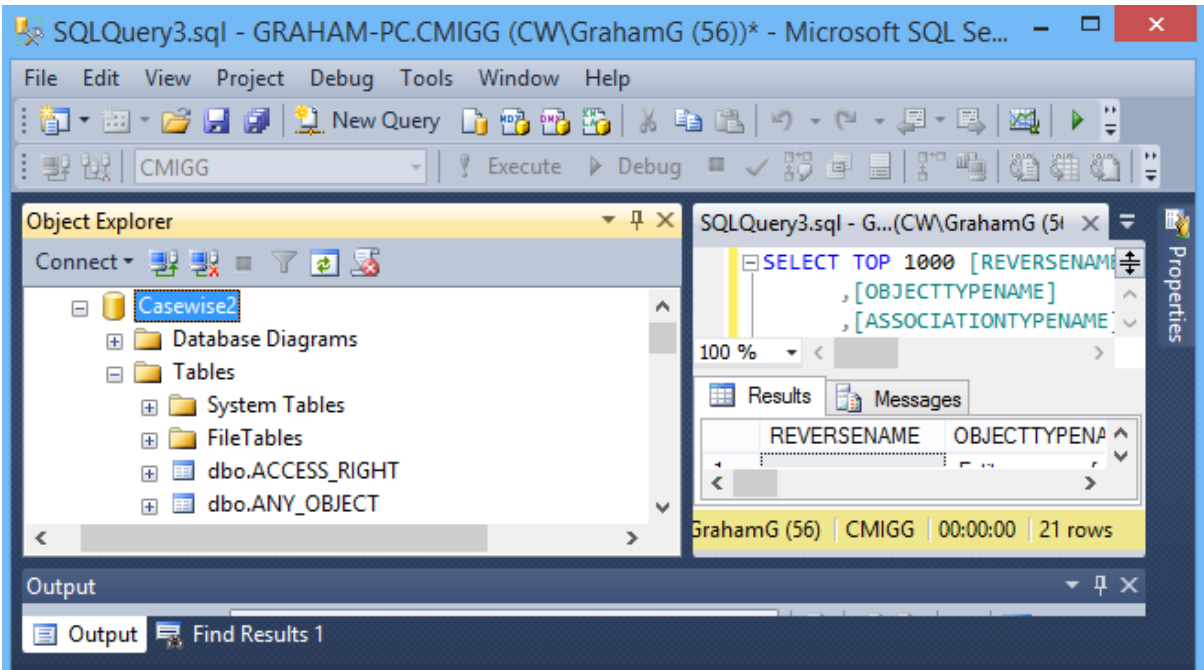 SQLQuery3.sql - GRAHAM-PC.CMIGG (CW\GrahamG (56))* - Microsoft SQL Se...
File Edit View Project Debug Tools Window Help
New Query
CMIGG
Execute Debug
Object Explorer
Connect
Casewise2
Database Diagrams
Tables
System Tables
FileTables
dbo.ACCESS_RIGHT
dbo.ANY_OBJECT
SQLQuery3.sql - G...(CW\GrahamG (5
SELECT TOP 1000 [REVERSENAME
,[OBJECTTYPENAME]
,[ASSOCIATIONTYPENAME]
100 %
Results Messages
REVERSENAME OBJECTTYPENA
GrahamG (56) CMIGG 00:00:00 21 rows
Properties
Output
Output Find Results 1